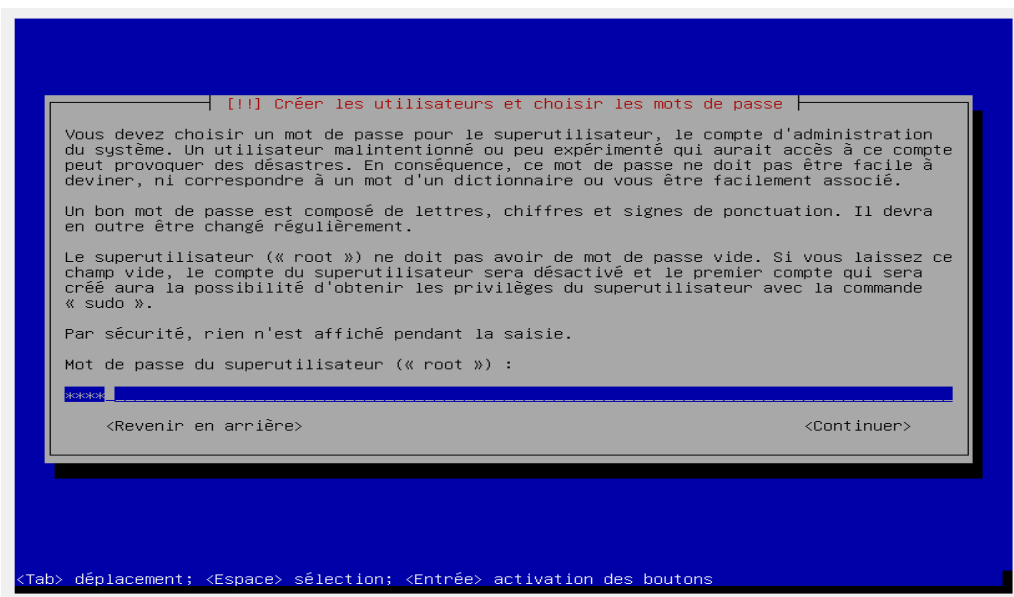 [!!] Créer les utilisateurs et choisir les mots de passe
Vous devez choisir un mot de passe pour le superutilisateur, le compte d'administration
du système. Un utilisateur malintentionné ou peu expérimenté qui aurait accès à ce compte
peut provoquer des désastres. En conséquence, ce mot de passe ne doit pas être facile à
deviner, ni correspondre à un mot d'un dictionnaire ou vous être facilement associé.
Un bon mot de passe est composé de lettres, chiffres et signes de ponctuation. Il devra
en outre être changé régulièrement.
Le superutilisateur (« root ») ne doit pas avoir de mot de passe vide. Si vous laissez ce
champ vide, le compte du superutilisateur sera désactivé et le premier compte qui sera
créé aura la possibilité d'obtenir les privilèges du superutilisateur avec la commande
« sudo ».
Par sécurité, rien n'est affiché pendant la saisie.
Mot de passe du superutilisateur (« root ») :
****
<Revenir en arrière> <Continuer>
<Tab> déplacement; <Espace> sélection; <Entrée> activation des boutons